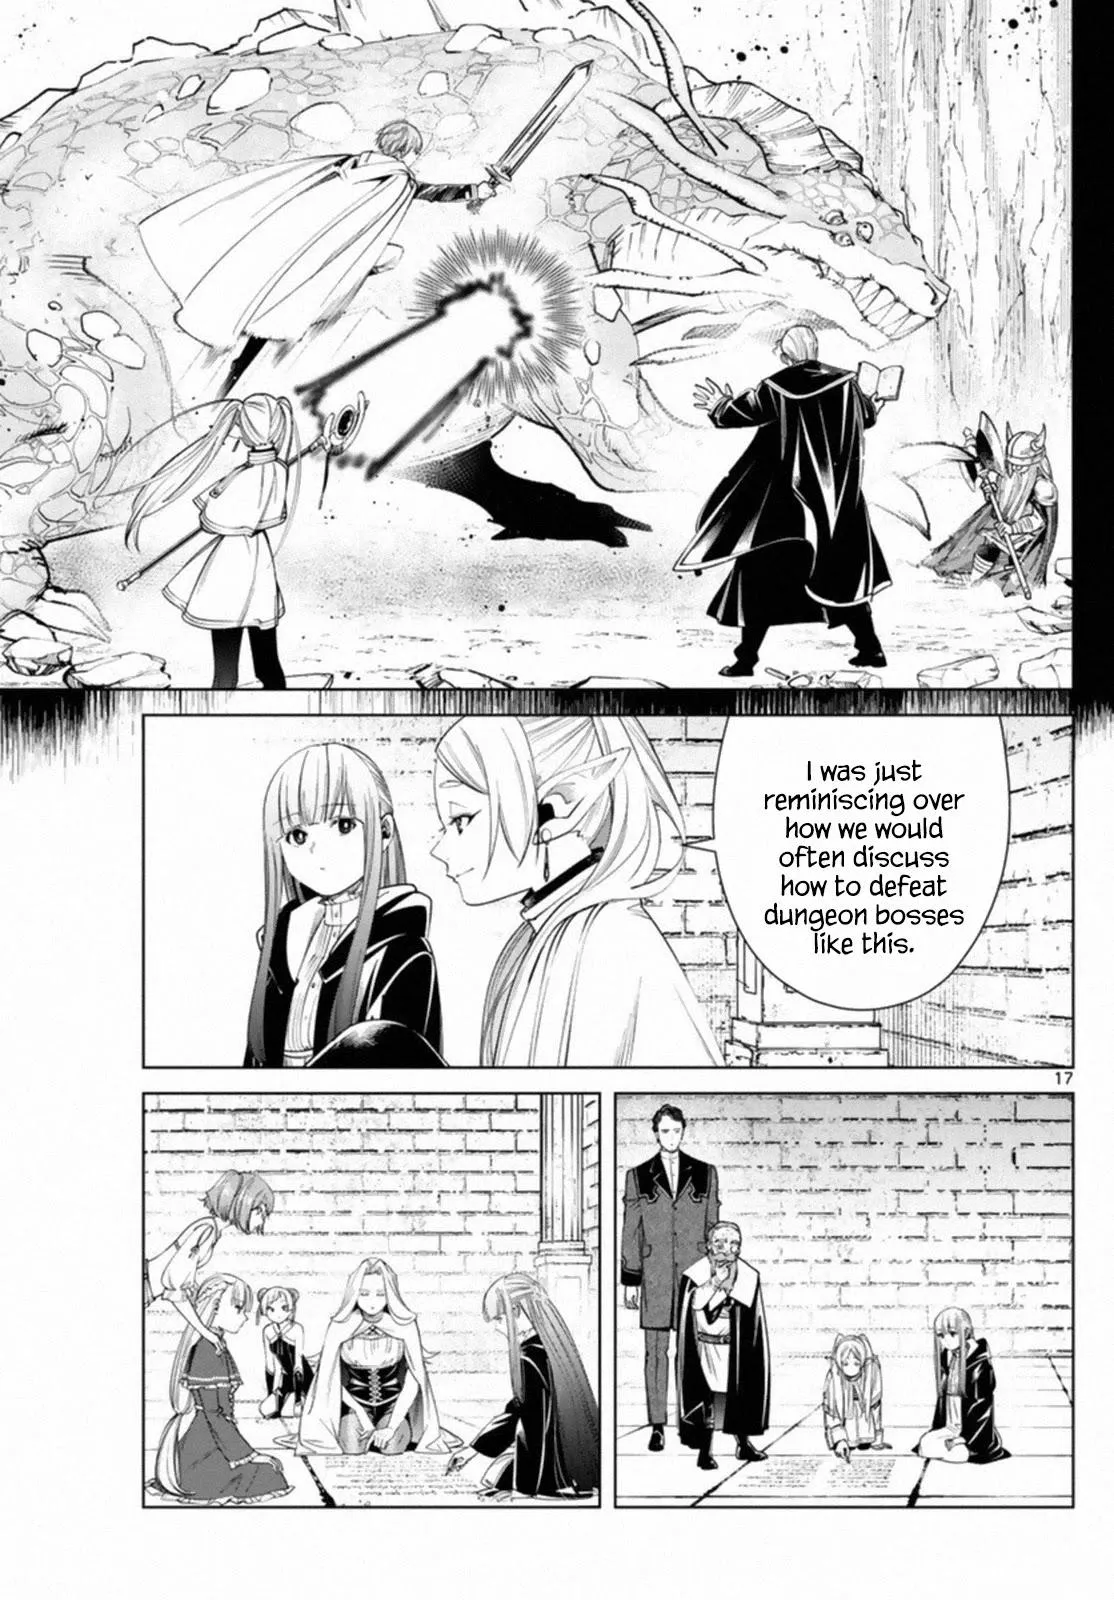 I was just
reminiscing over
how we would
often discuss
how to defeat
dungeon bosses
like this.
17